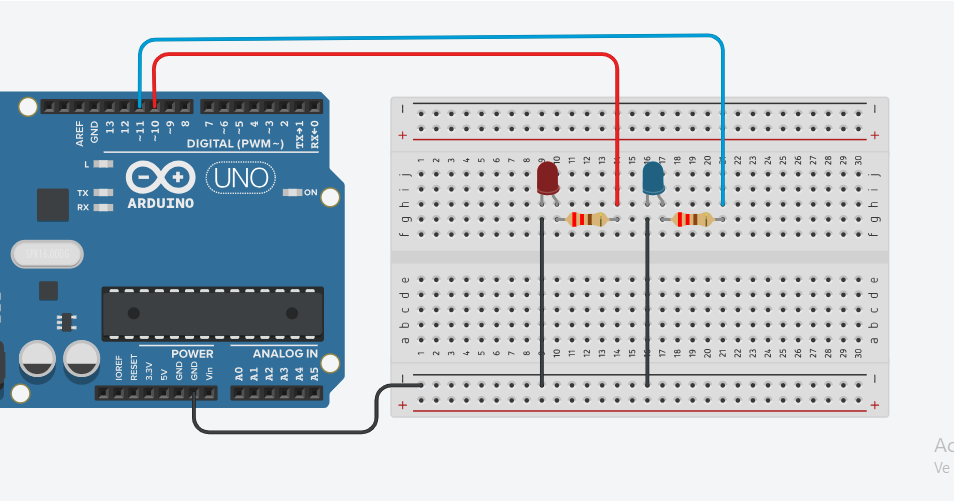 AREF
GND
13
12
~11
~10
~9
8
7
~6
~5
~4
~3
2
TX→1
RX←0
DIGITAL (PWM~)
L
TX
RX
UNO
ON
ARDUINO
POWER
ANALOG IN
IOREF
RESET
3.3V
5V
GND
GND
Vin
A0
A1
A2
A3
A4
A5
− −
+ +
1 2 3 4 5 6 7 8 9 10 11 12 13 14 15 16 17 18 19 20 21 22 23 24 25 26 27 28 29 30
j j
i i
h h
g g
f f
e e
d d
c c
b b
a a
1 2 3 4 5 6 7 8 9 10 11 12 13 14 15 16 17 18 19 20 21 22 23 24 25 26 27 28 29 30
− −
+ +
Ac
Ve